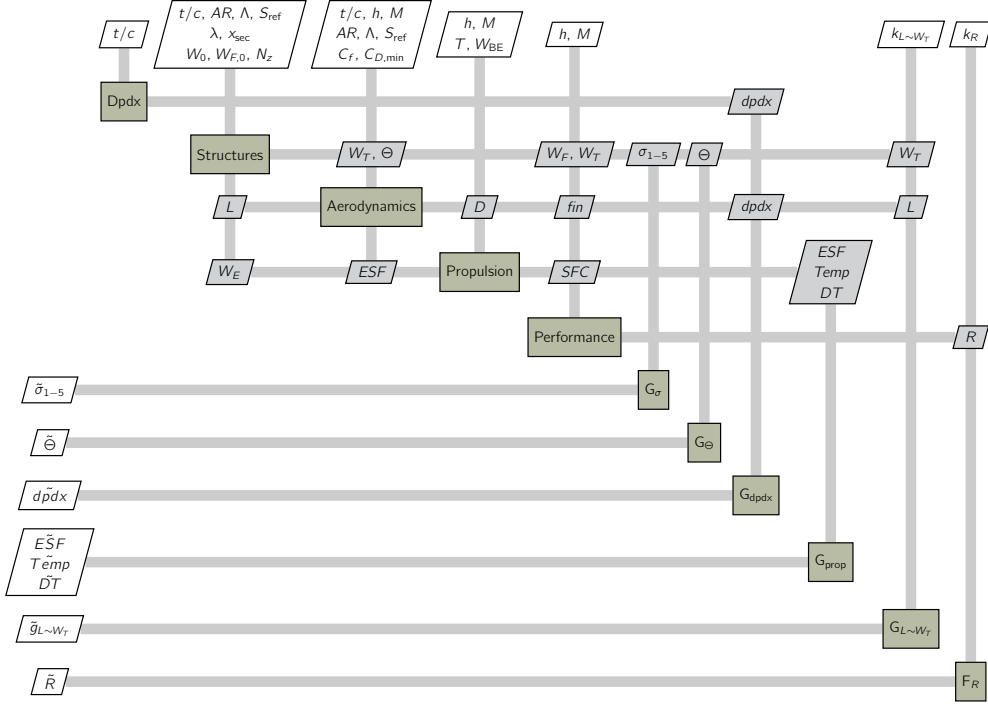 t/c
t/c, AR, Λ, S_ref
λ, x_sec
W_0, W_F,0, N_z
t/c, h, M
AR, Λ, S_ref
C_f, C_D,min
h, M
T, W_BE
h, M
k_L~W_T
k_R
Dpdx
dpdx
Structures
W_T, Θ
W_F, W_T
σ_1−5
Θ
W_T
L
Aerodynamics
D
fin
dpdx
L
W_E
ESF
Propulsion
SFC
ESF
Temp
DT
Performance
R
σ̃_1−5
G_σ
Θ̃
G_Θ
dp̃dx
G_dpdx
ES̃F
Tẽmp
D̃T
G_prop
g̃_L~W_T
G_L~W_T
R̃
F_R